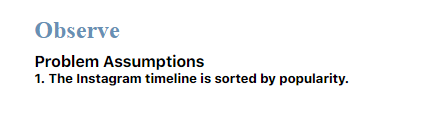 Observe
Problem Assumptions
1. The Instagram timeline is sorted by popularity.